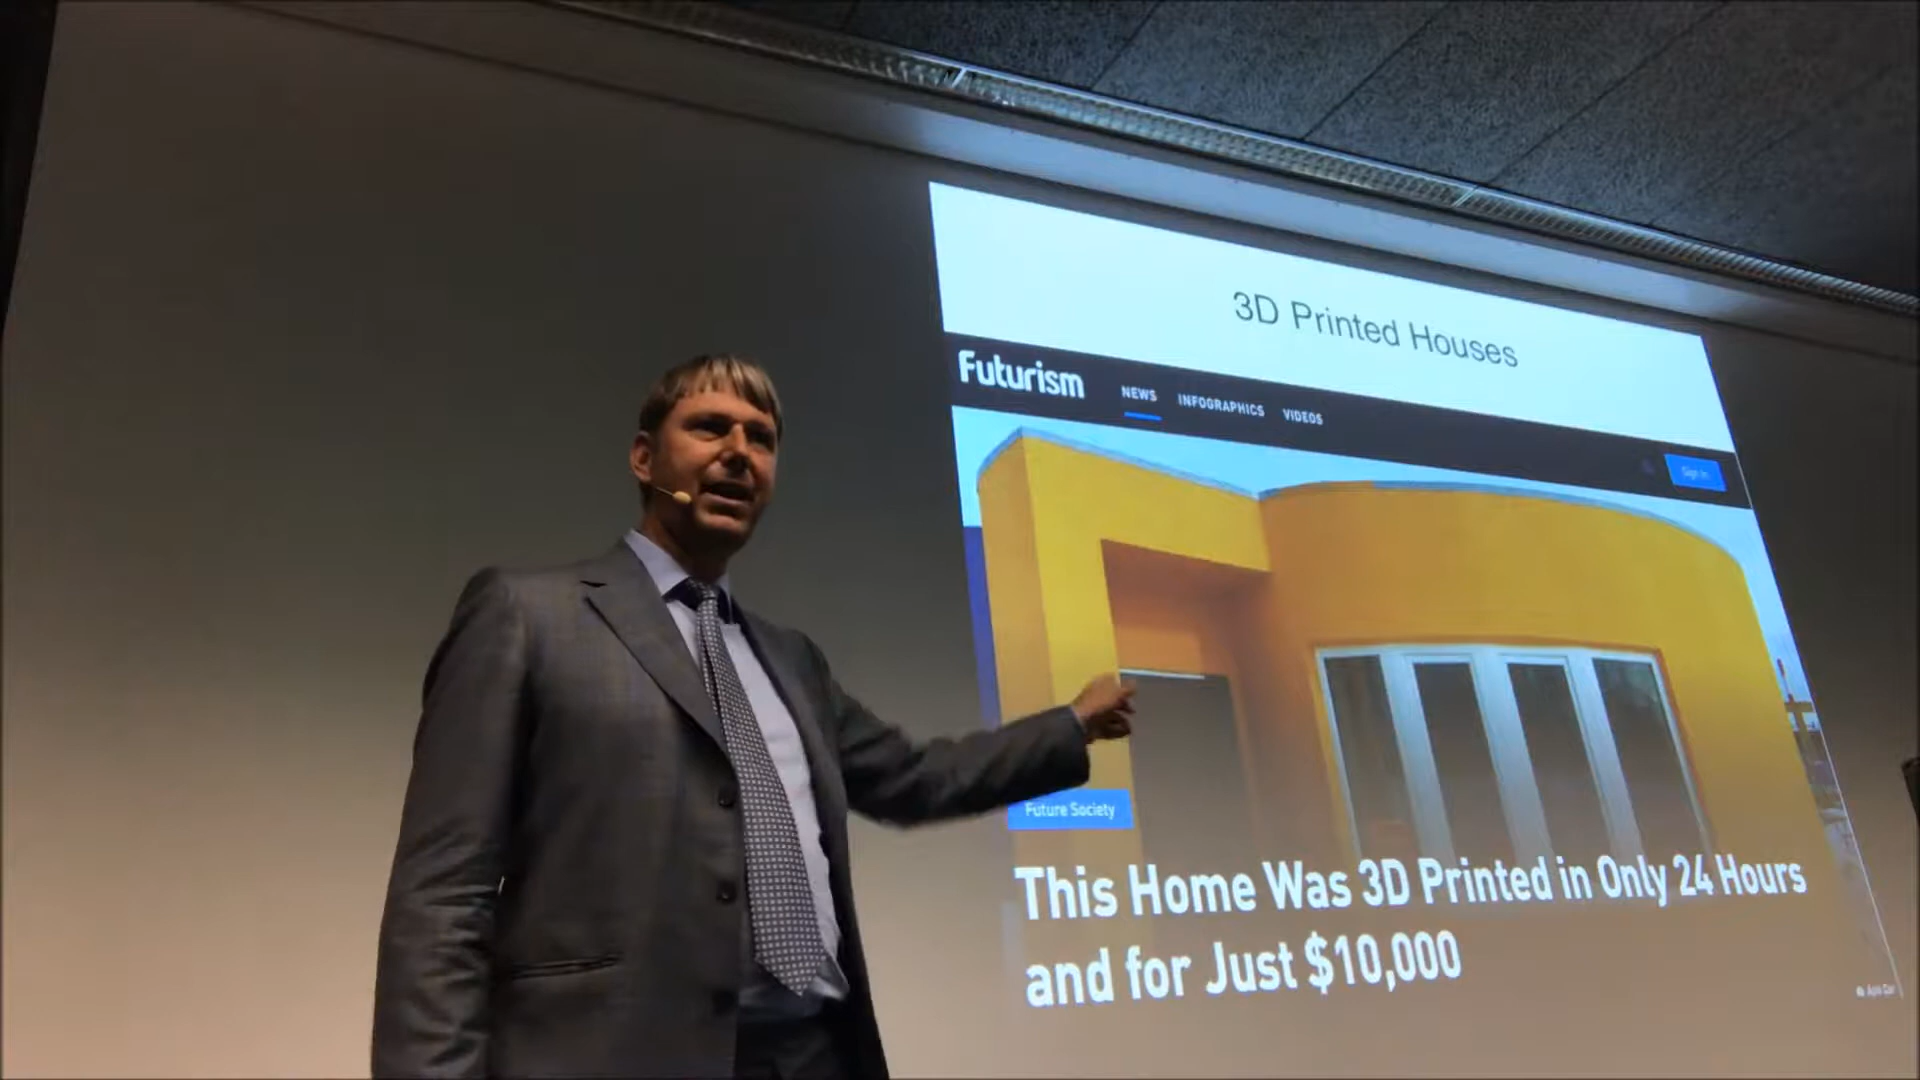 3D Printed Houses
Futurism
NEWS INFOGRAPHICS VIDEOS
Sign In
Future Society
This Home Was 3D Printed in Only 24 Hours
and for Just $10,000